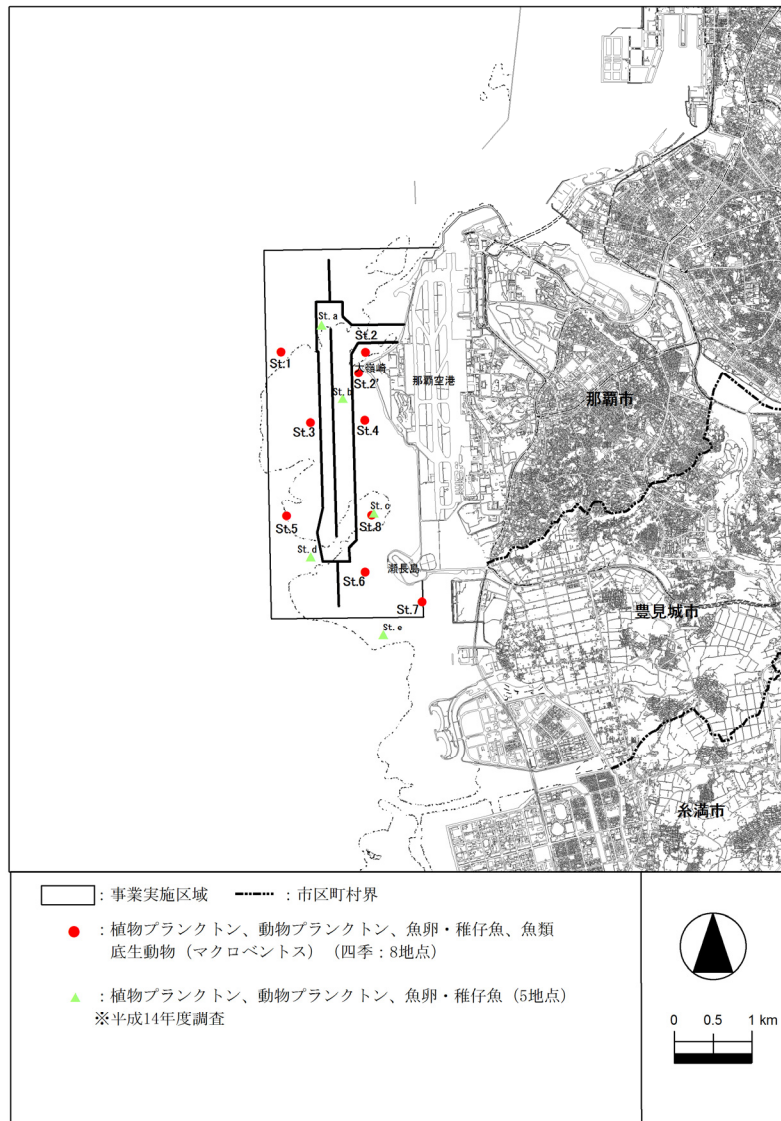 St.a
St.2
St.1
大嶺崎
St.2'
那覇空港
St.b
那覇市
St.3
St.4
St.5
St.c
St.8
St.d
瀬長島
St.6
St.7
豊見城市
St.e
糸満市
：事業実施区域
：市区町村界
：植物プランクトン、動物プランクトン、魚卵・稚仔魚、魚類
底生動物（マクロベントス）（四季：8地点）
：植物プランクトン、動物プランクトン、魚卵・稚仔魚（5地点）
※平成14年度調査
0 0.5 1 km